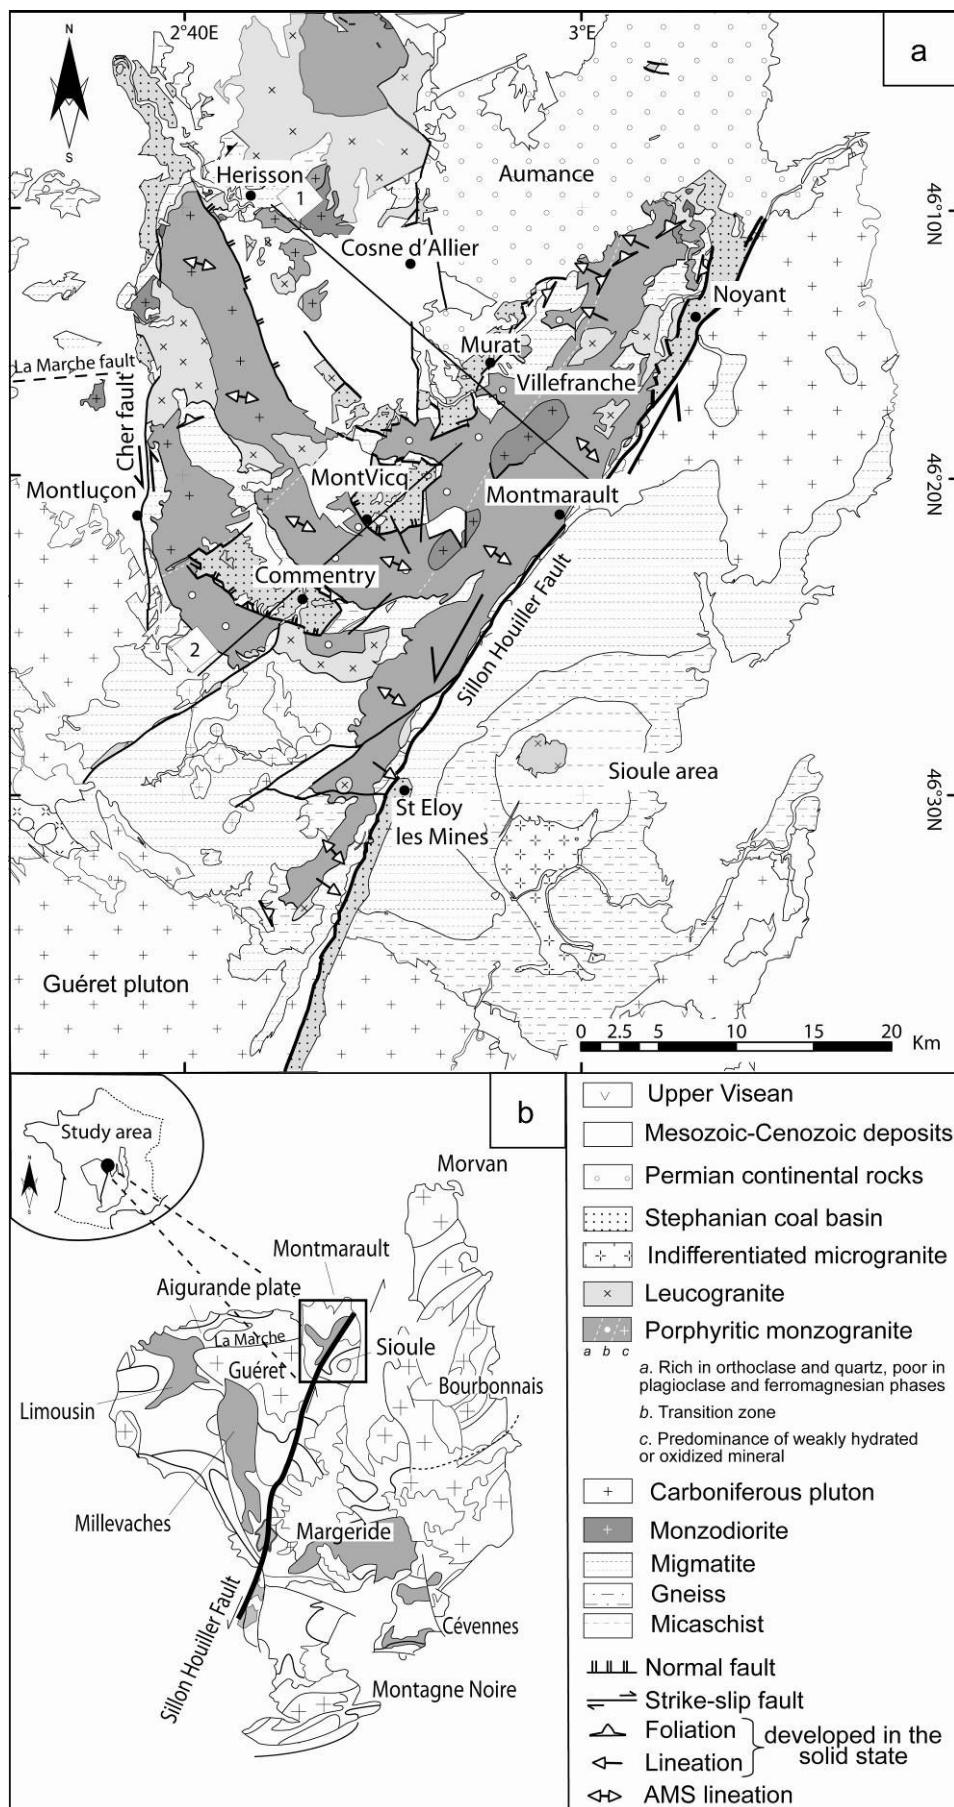 N
S
2°40
3°E
a
Herisson
1
Aumance
46°10N
Cosne d'Allier
Noyant
La Marche fault
Murat
Villefranche
Cher fault
MontVicq
Montluçon
Montmarault
46°20N
Commentry
2
Sillon Houiller Fault
Sioule area
46°30N
St Eloy
les Mines
Guéret pluton
0 2.5 5 10 15 20 Km
b
Study area
N
S
Morvan
Montmarault
Aigurande plate
La Marche
Guéret
Sioule
Bourbonnais
Limousin
Millevaches
Margeride
Sillon Houiller Fault
Cévennes
Montagne Noire
Upper Visean
Mesozoic-Cenozoic deposits
Permian continental rocks
Stephanian coal basin
Indifferentiated microgranite
Leucogranite
Porphyritic monzogranite
a b c
a. Rich in orthoclase and quartz, poor in
plagioclase and ferromagnesian phases
b. Transition zone
c. Predominance of weakly hydrated
or oxidized mineral
Carboniferous pluton
Monzodiorite
Migmatite
Gneiss
Micaschist
Normal fault
Strike-slip fault
Foliation
Lineation
developed in the
solid state
AMS lineation